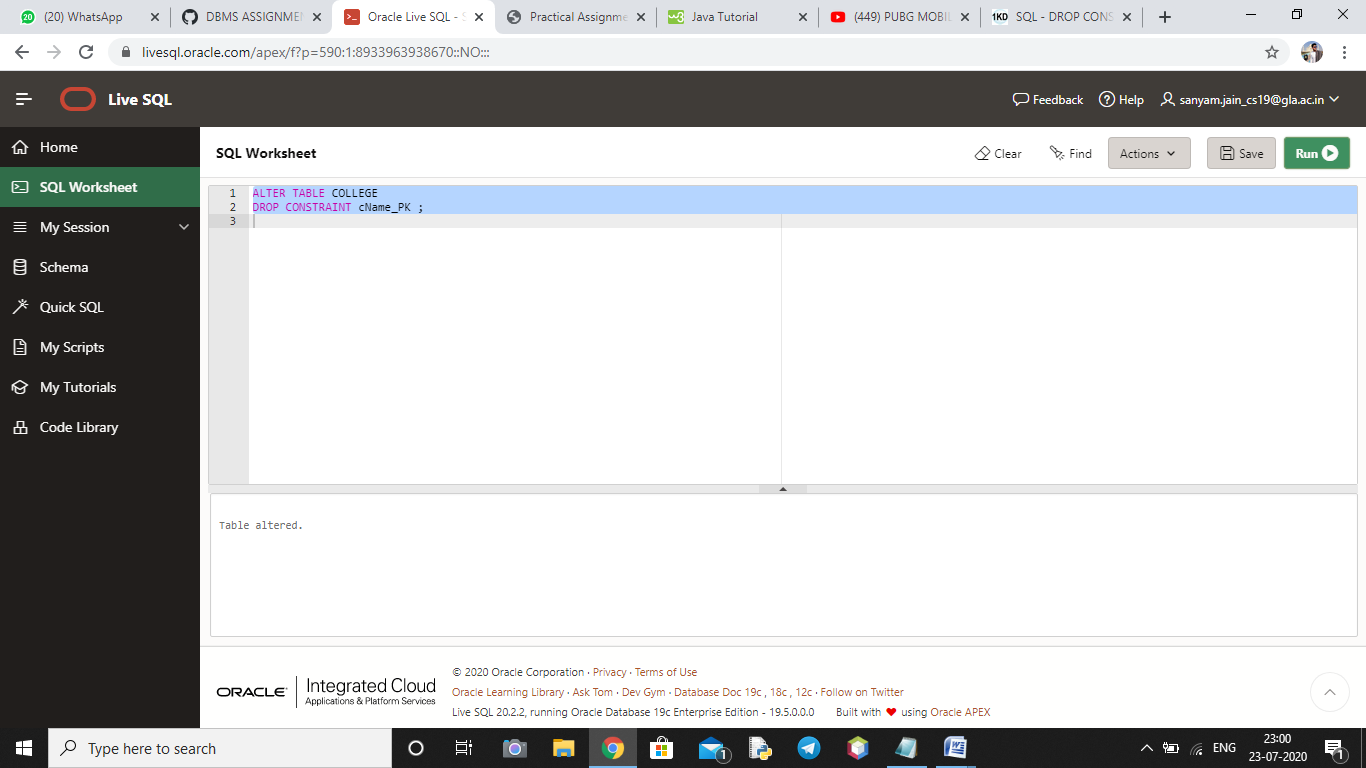 (20) WhatsApp
DBMS ASSIGNMEN
Oracle Live SQL - S
Practical Assignme
Java Tutorial
(449) PUBG MOBIL
1KD SQL - DROP CONS
livesql.oracle.com/apex/f?p=590:1:8933963938670::NO:::
Live SQL
Feedback
Help
sanyam.jain_cs19@gla.ac.in
Home
SQL Worksheet
My Session
Schema
Quick SQL
My Scripts
My Tutorials
Code Library
SQL Worksheet
Clear
Find
Actions
Save
Run
1 ALTER TABLE COLLEGE
2 DROP CONSTRAINT cName_PK ;
3
Table altered.
ORACLE
Integrated Cloud
Applications & Platform Services
© 2020 Oracle Corporation · Privacy · Terms of Use
Oracle Learning Library · Ask Tom · Dev Gym · Database Doc 19c , 18c , 12c · Follow on Twitter
Live SQL 20.2.2, running Oracle Database 19c Enterprise Edition - 19.5.0.0.0 Built with ❤ using Oracle APEX
Type here to search
1
ENG
23:00
23-07-2020
1